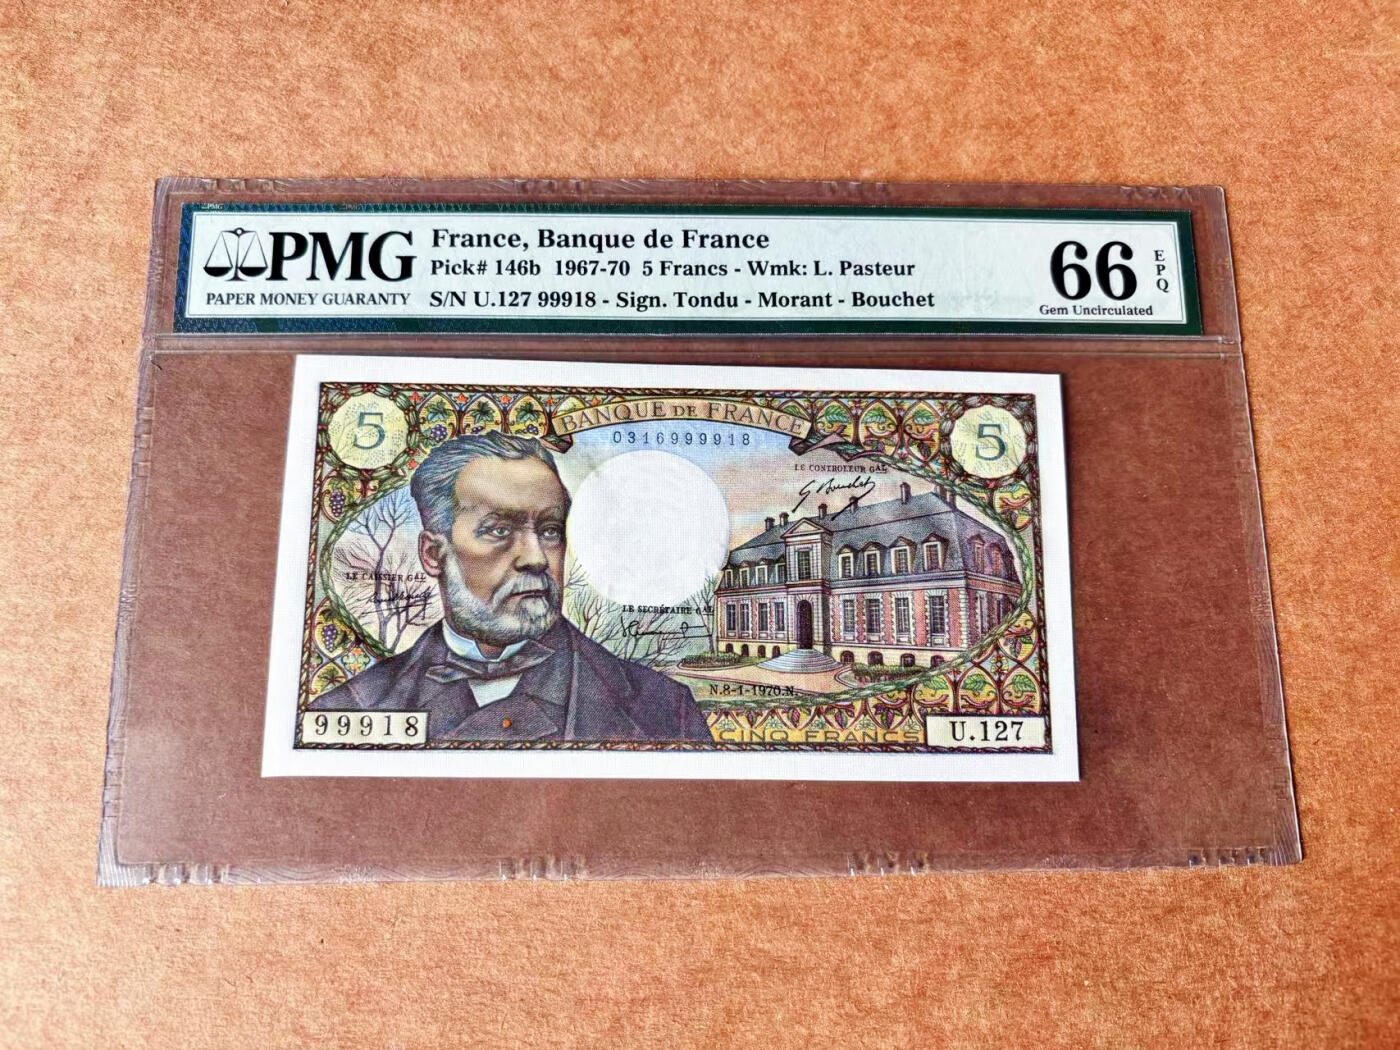 PMG
PAPER MONEY GUARANTY
France, Banque de France
Pick# 146b 1967-70 5 Francs - Wmk: L. Pasteur
S/N U.127 99918 - Sign. Tondu - Morant - Bouchet
66
EPQ
Gem Uncirculated
5
BANQUE DE FRANCE
5
0316999918
LE CONTROLEUR GAL
G Bouchet
LE CAISSIER GAL
LE SECRÉTAIRE GAL
N.8-1-1970.N.
99918
CINQ FRANCS
U.127